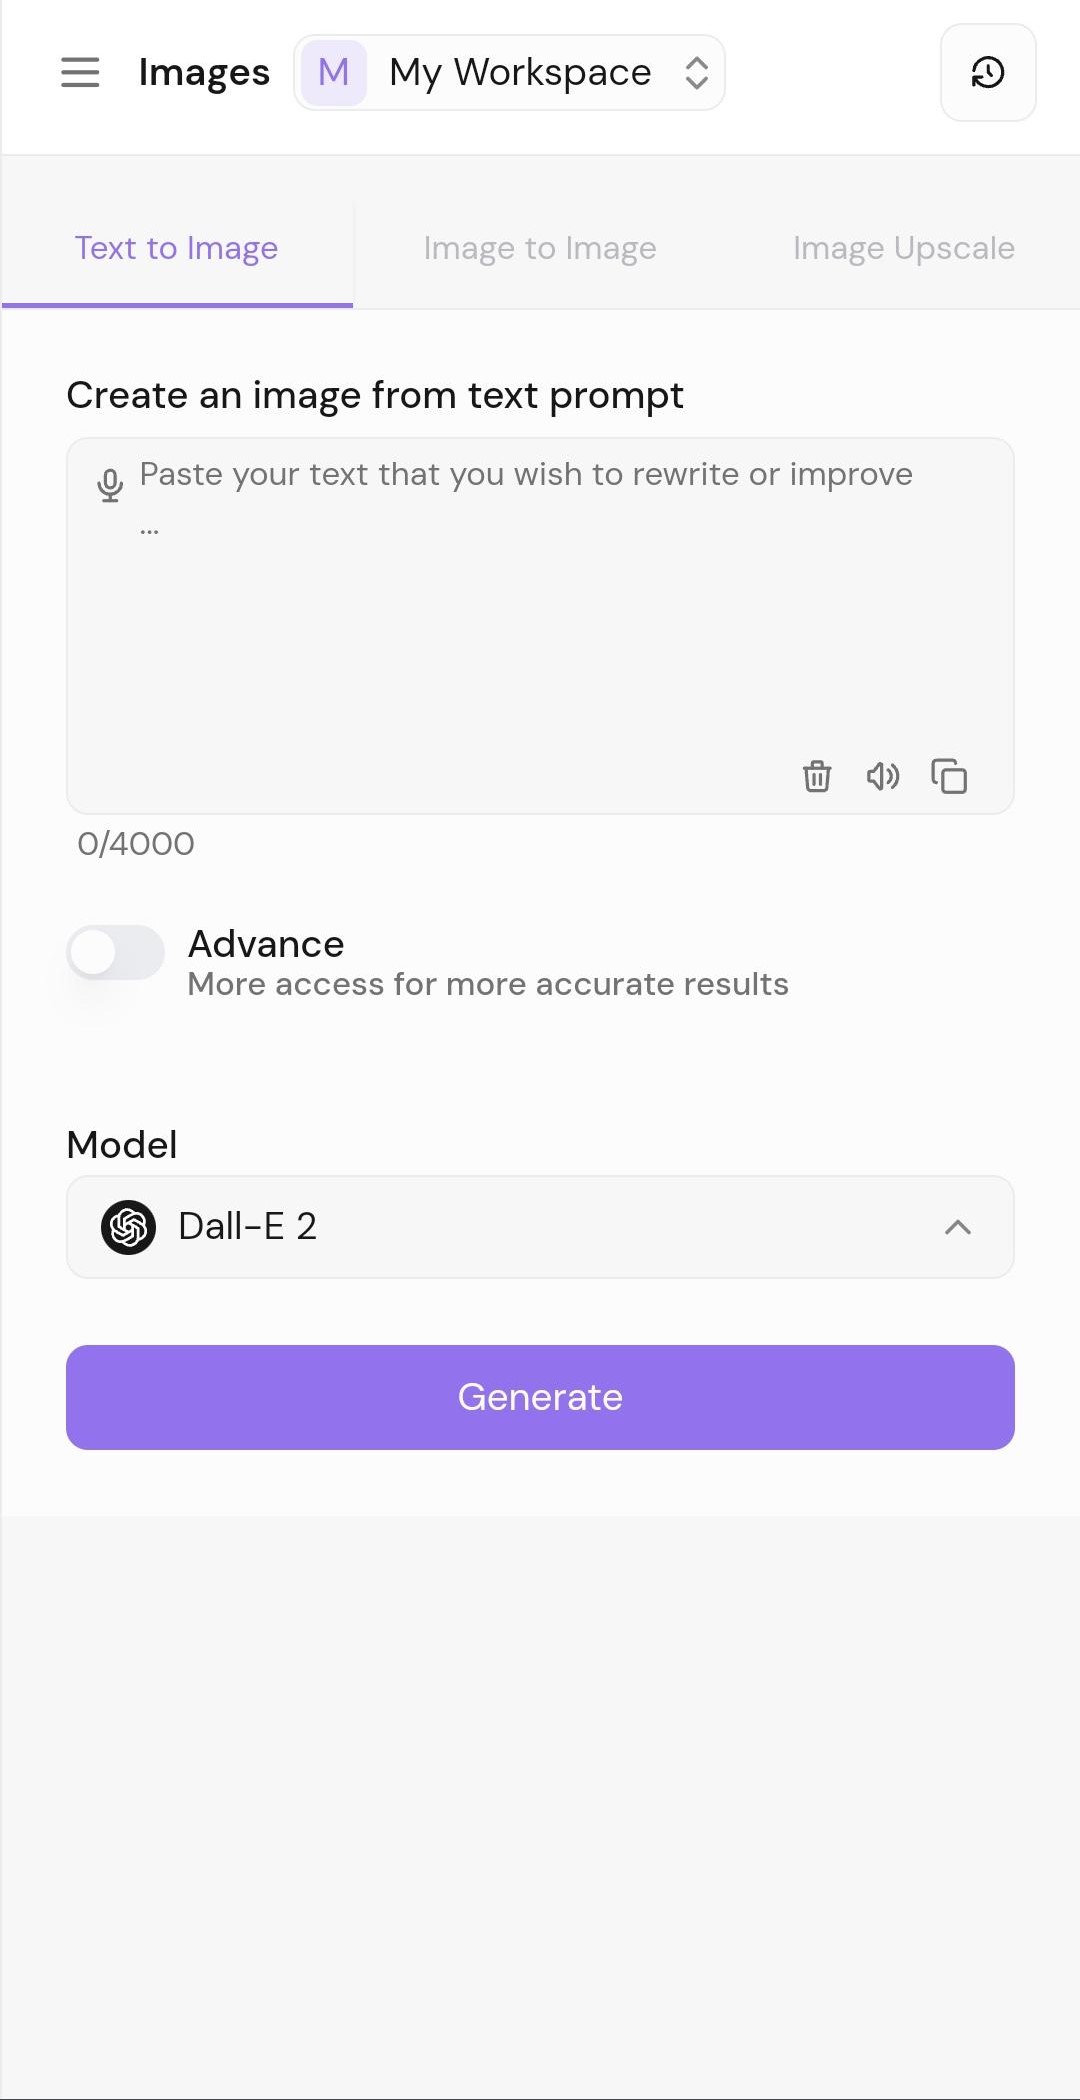 Images
M
My Workspace
Text to Image
Image to Image
Image Upscale
Create an image from text prompt
Paste your text that you wish to rewrite or improve
...
0/4000
Advance
More access for more accurate results
Model
Dall-E 2
Generate